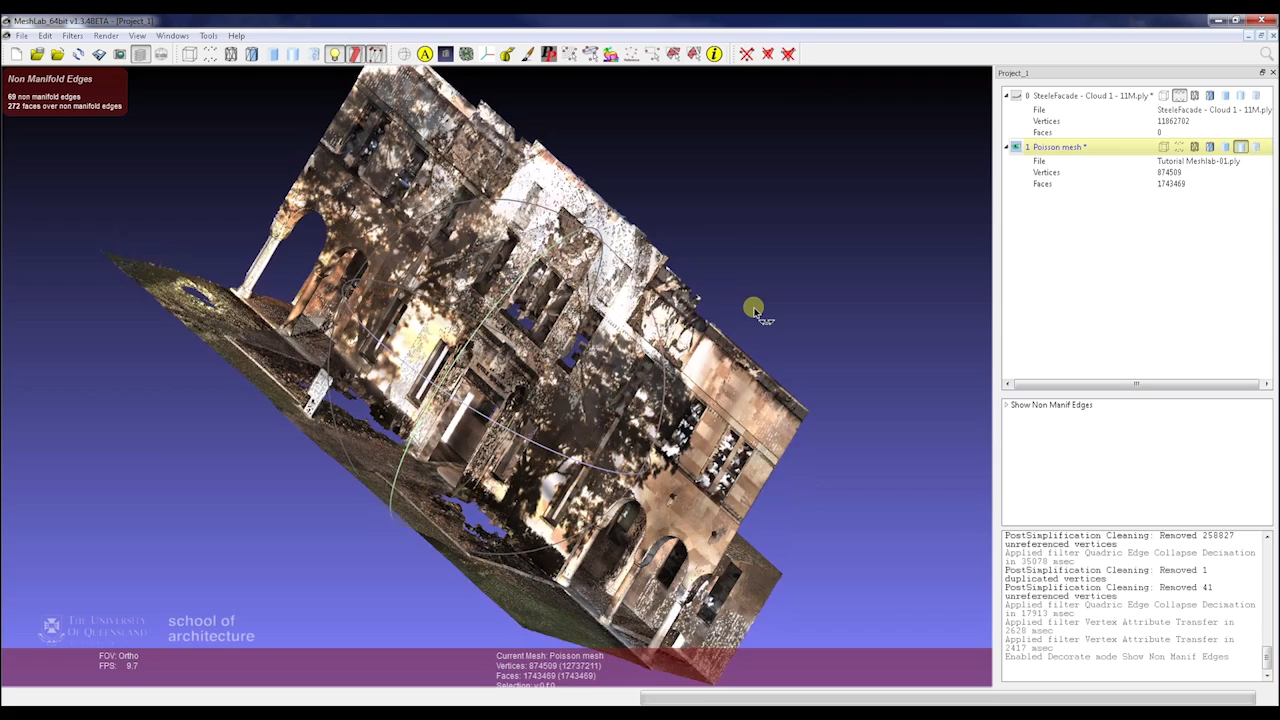 MeshLab_64bit v1.3.4BETA - [Project_1]
File Edit Filters Render View Windows Tools Help
Non Manifold Edges
69 non manifold edges
272 faces over non manifold edges
Project_1
0 SteeleFacade - Cloud 1 - 11M.ply *
File SteeleFacade - Cloud 1 - 11M.ply
Vertices 11862702
Faces 0
1 Poisson mesh *
File Tutorial Meshlab-01.ply
Vertices 874509
Faces 1743469
Show Non Manif Edges
PostSimplification Cleaning: Removed 258827
unreferenced vertices
Applied filter Quadric Edge Collapse Decimation
in 35078 msec
PostSimplification Cleaning: Removed 1
duplicated vertices
PostSimplification Cleaning: Removed 41
unreferenced vertices
Applied filter Quadric Edge Collapse Decimation
in 17913 msec
Applied filter Vertex Attribute Transfer in
2628 msec
Applied filter Vertex Attribute Transfer in
2417 msec
Enabled Decorate mode Show Non Manif Edges
THE UNIVERSITY
OF QUEENSLAND
school of
architecture
FOV: Ortho
FPS: 9.7
Current Mesh: Poisson mesh
Vertices: 874509 (12737211)
Faces: 1743469 (1743469)
Selection: v:0 f:0